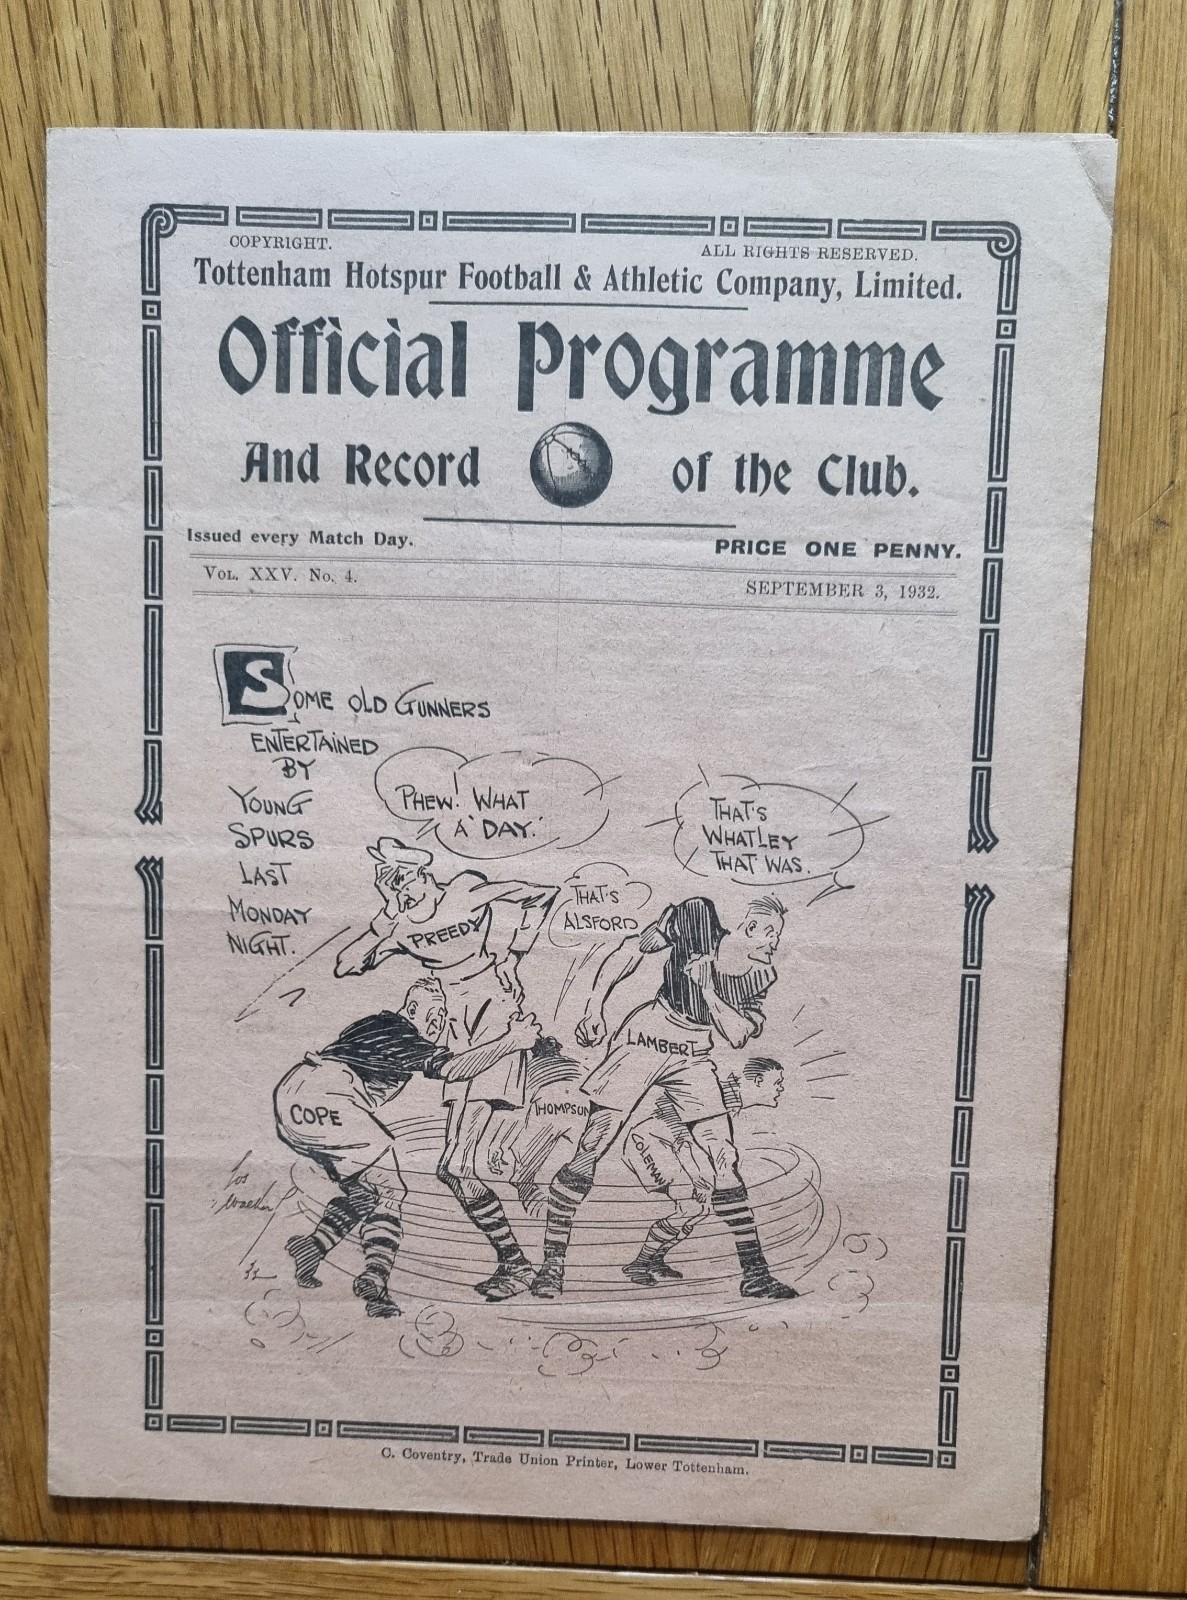 COPYRIGHT.
ALL RIGHTS RESERVED.
Tottenham Hotspur Football & Athletic Company, Limited.
Official Programme
And Record of the Club.
Issued every Match Day.
PRICE ONE PENNY.
VOL. XXV. No. 4.
SEPTEMBER 3, 1932.
SOME OLD GUNNERS
ENTERTAINED
BY
YOUNG
SPURS
LAST
MONDAY
NIGHT.
PHEW! WHAT
A DAY.
THAT'S
WHATLEY
THAT WAS.
THAT'S
ALSFORD
PREEDY
LAMBERT
COPE
THOMPSON
COLEMAN
C. Coventry, Trade Union Printer, Lower Tottenham.